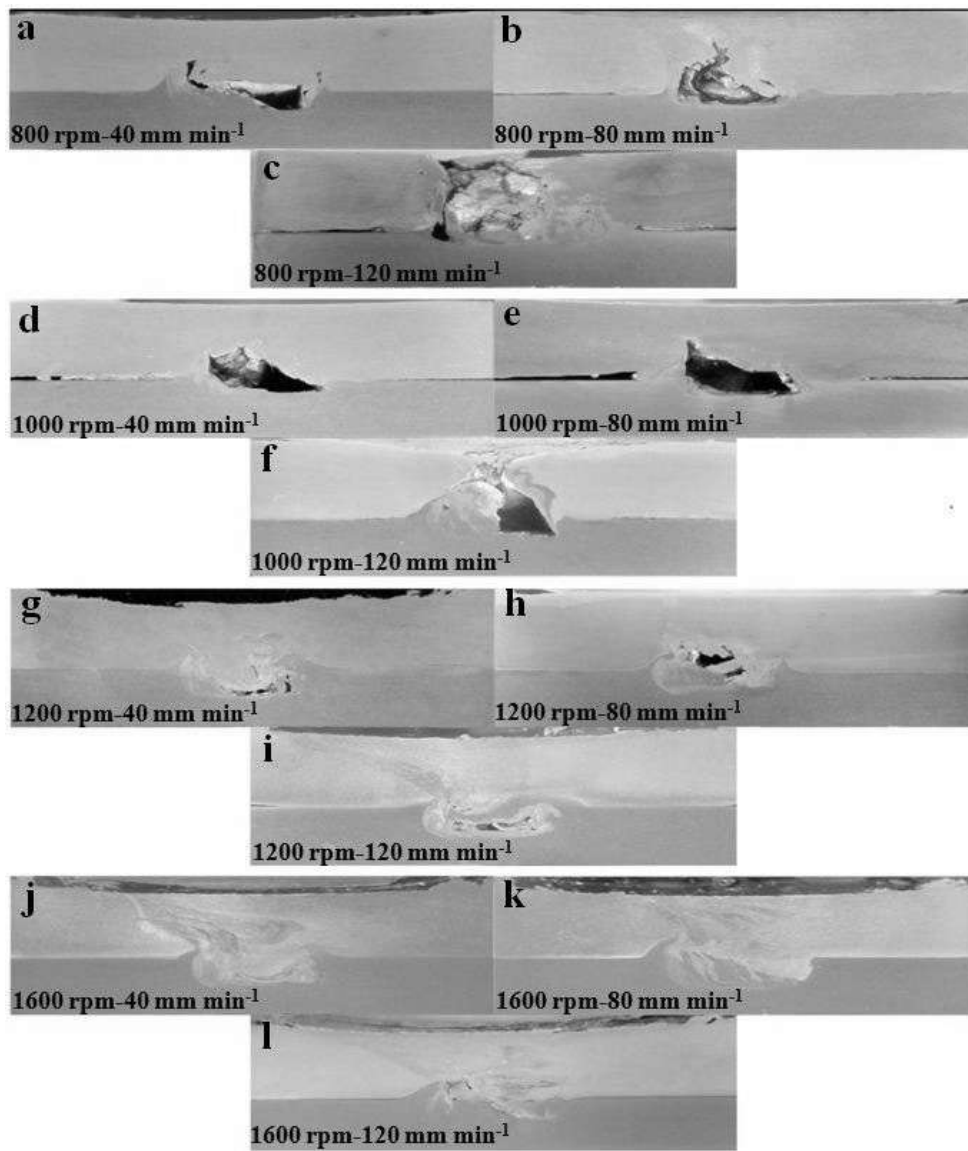 a
800 rpm-40 mm min-1
b
800 rpm-80 mm min-1
c
800 rpm-120 mm min-1
d
1000 rpm-40 mm min-1
e
1000 rpm-80 mm min-1
f
1000 rpm-120 mm min-1
g
1200 rpm-40 mm min-1
h
1200 rpm-80 mm min-1
i
1200 rpm-120 mm min-1
j
1600 rpm-40 mm min-1
k
1600 rpm-80 mm min-1
l
1600 rpm-120 mm min-1